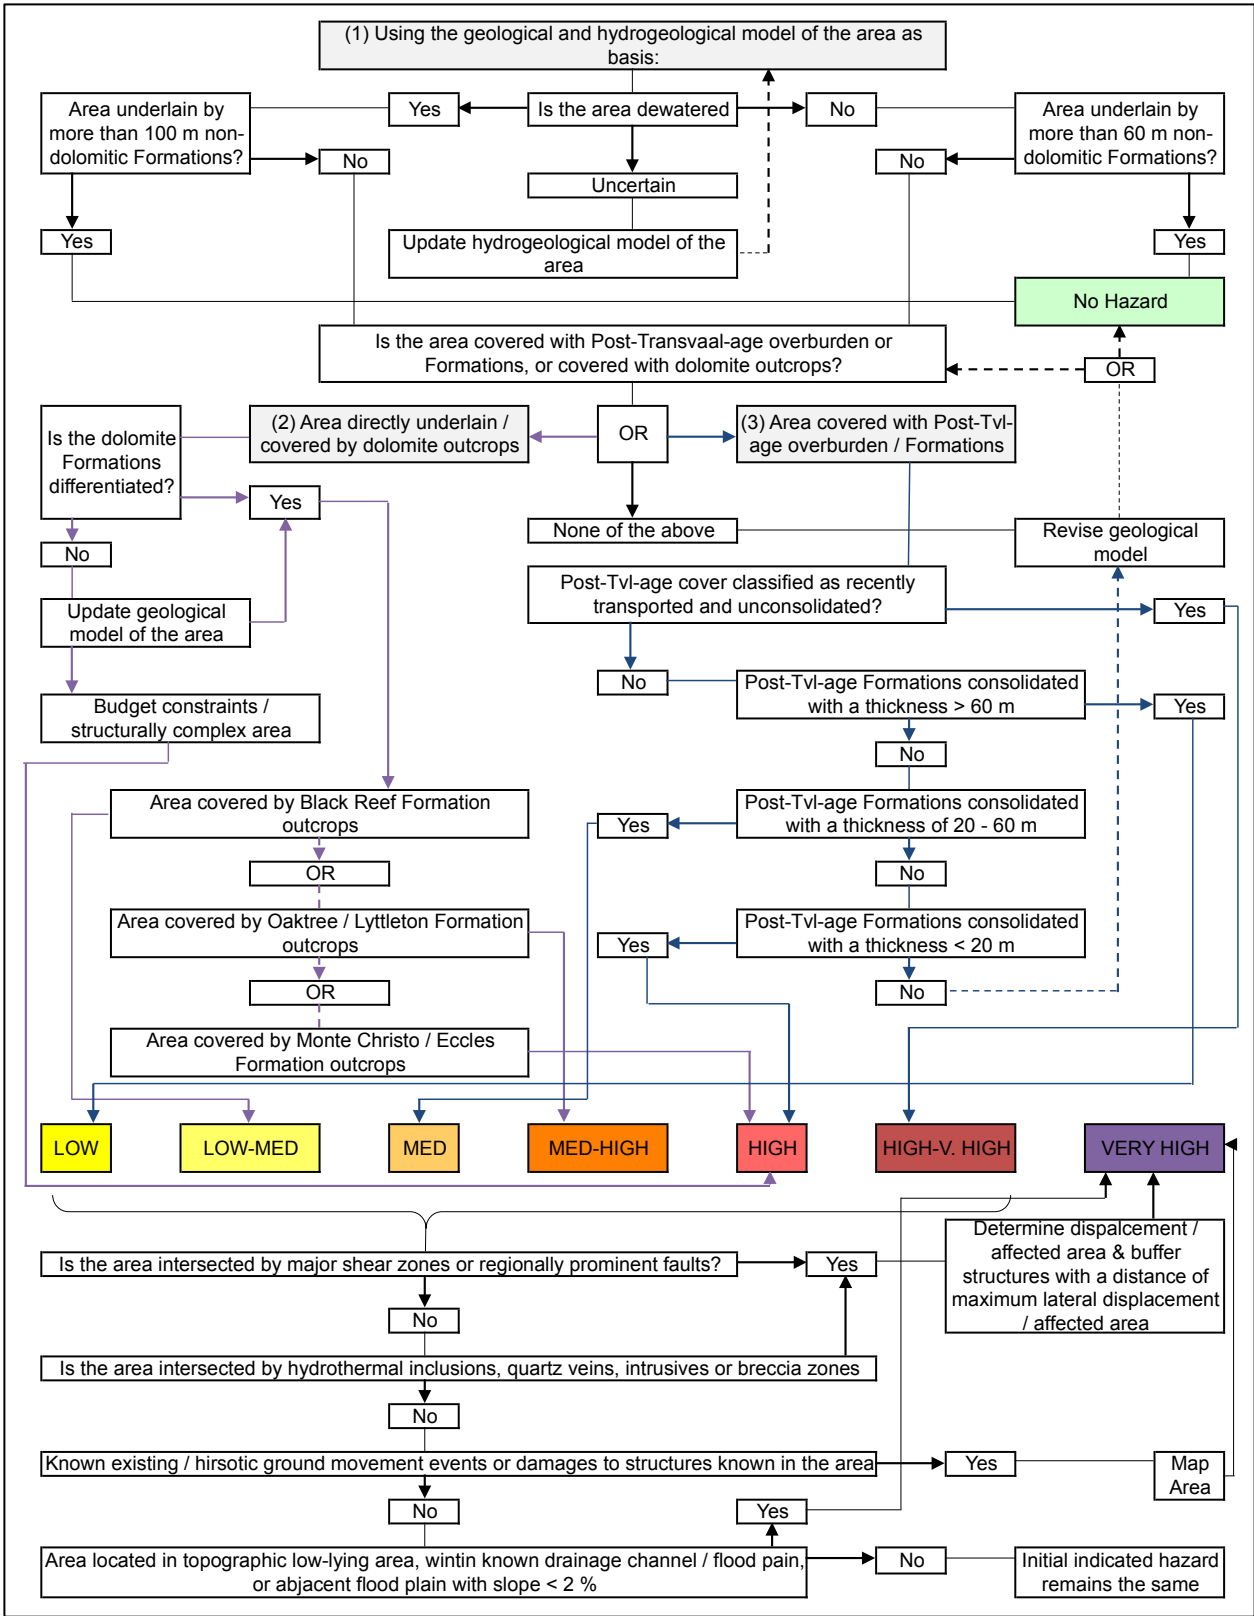 (1) Using the geological and hydrogeological model of the area as
basis:
Area underlain by
more than 100 m non-
dolomitic Formations?
Yes
Is the area dewatered
No
Area underlain by
more than 60 m non-
dolomitic Formations?
No
Uncertain
No
Yes
Update hydrogeological model of the
area
Yes
No Hazard
Is the area covered with Post-Transvaal-age overburden or
Formations, or covered with dolomite outcrops?
OR
Is the dolomite
Formations
differentiated?
(2) Area directly underlain /
covered by dolomite outcrops
OR
(3) Area covered with Post-Tvl-
age overburden / Formations
Yes
None of the above
Revise geological
model
No
Post-Tvl-age cover classified as recently
transported and unconsolidated?
Yes
Update geological
model of the area
No
Post-Tvl-age Formations consolidated
with a thickness > 60 m
Yes
Budget constraints /
structurally complex area
No
Area covered by Black Reef Formation
outcrops
Yes
Post-Tvl-age Formations consolidated
with a thickness of 20 - 60 m
OR
No
Area covered by Oaktree / Lyttleton Formation
outcrops
Yes
Post-Tvl-age Formations consolidated
with a thickness < 20 m
OR
No
Area covered by Monte Christo / Eccles
Formation outcrops
LOW
LOW-MED
MED
MED-HIGH
HIGH
HIGH-V. HIGH
VERY HIGH
Is the area intersected by major shear zones or regionally prominent faults?
Yes
Determine dispalcement /
affected area & buffer
structures with a distance of
maximum lateral displacement
/ affected area
No
Is the area intersected by hydrothermal inclusions, quartz veins, intrusives or breccia zones
No
Known existing / hirsotic ground movement events or damages to structures known in the area
Yes
Map
Area
No
Yes
Area located in topographic low-lying area, wintin known drainage channel / flood pain,
or abjacent flood plain with slope < 2 %
No
Initial indicated hazard
remains the same